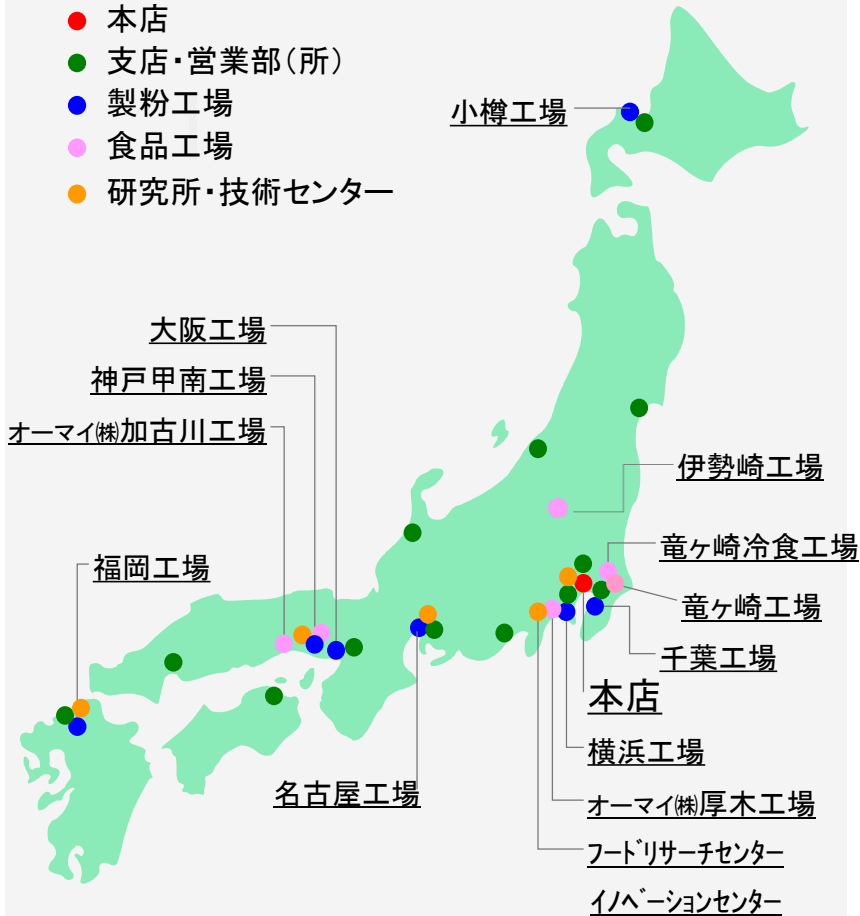 本店
支店・営業部（所）
製粉工場
食品工場
研究所・技術センター
小樽工場
大阪工場
神戸甲南工場
オーマイ㈱加古川工場
伊勢崎工場
竜ヶ崎冷食工場
福岡工場
竜ヶ崎工場
千葉工場
本店
横浜工場
名古屋工場
オーマイ㈱厚木工場
フードリサーチセンター
イノベーションセンター